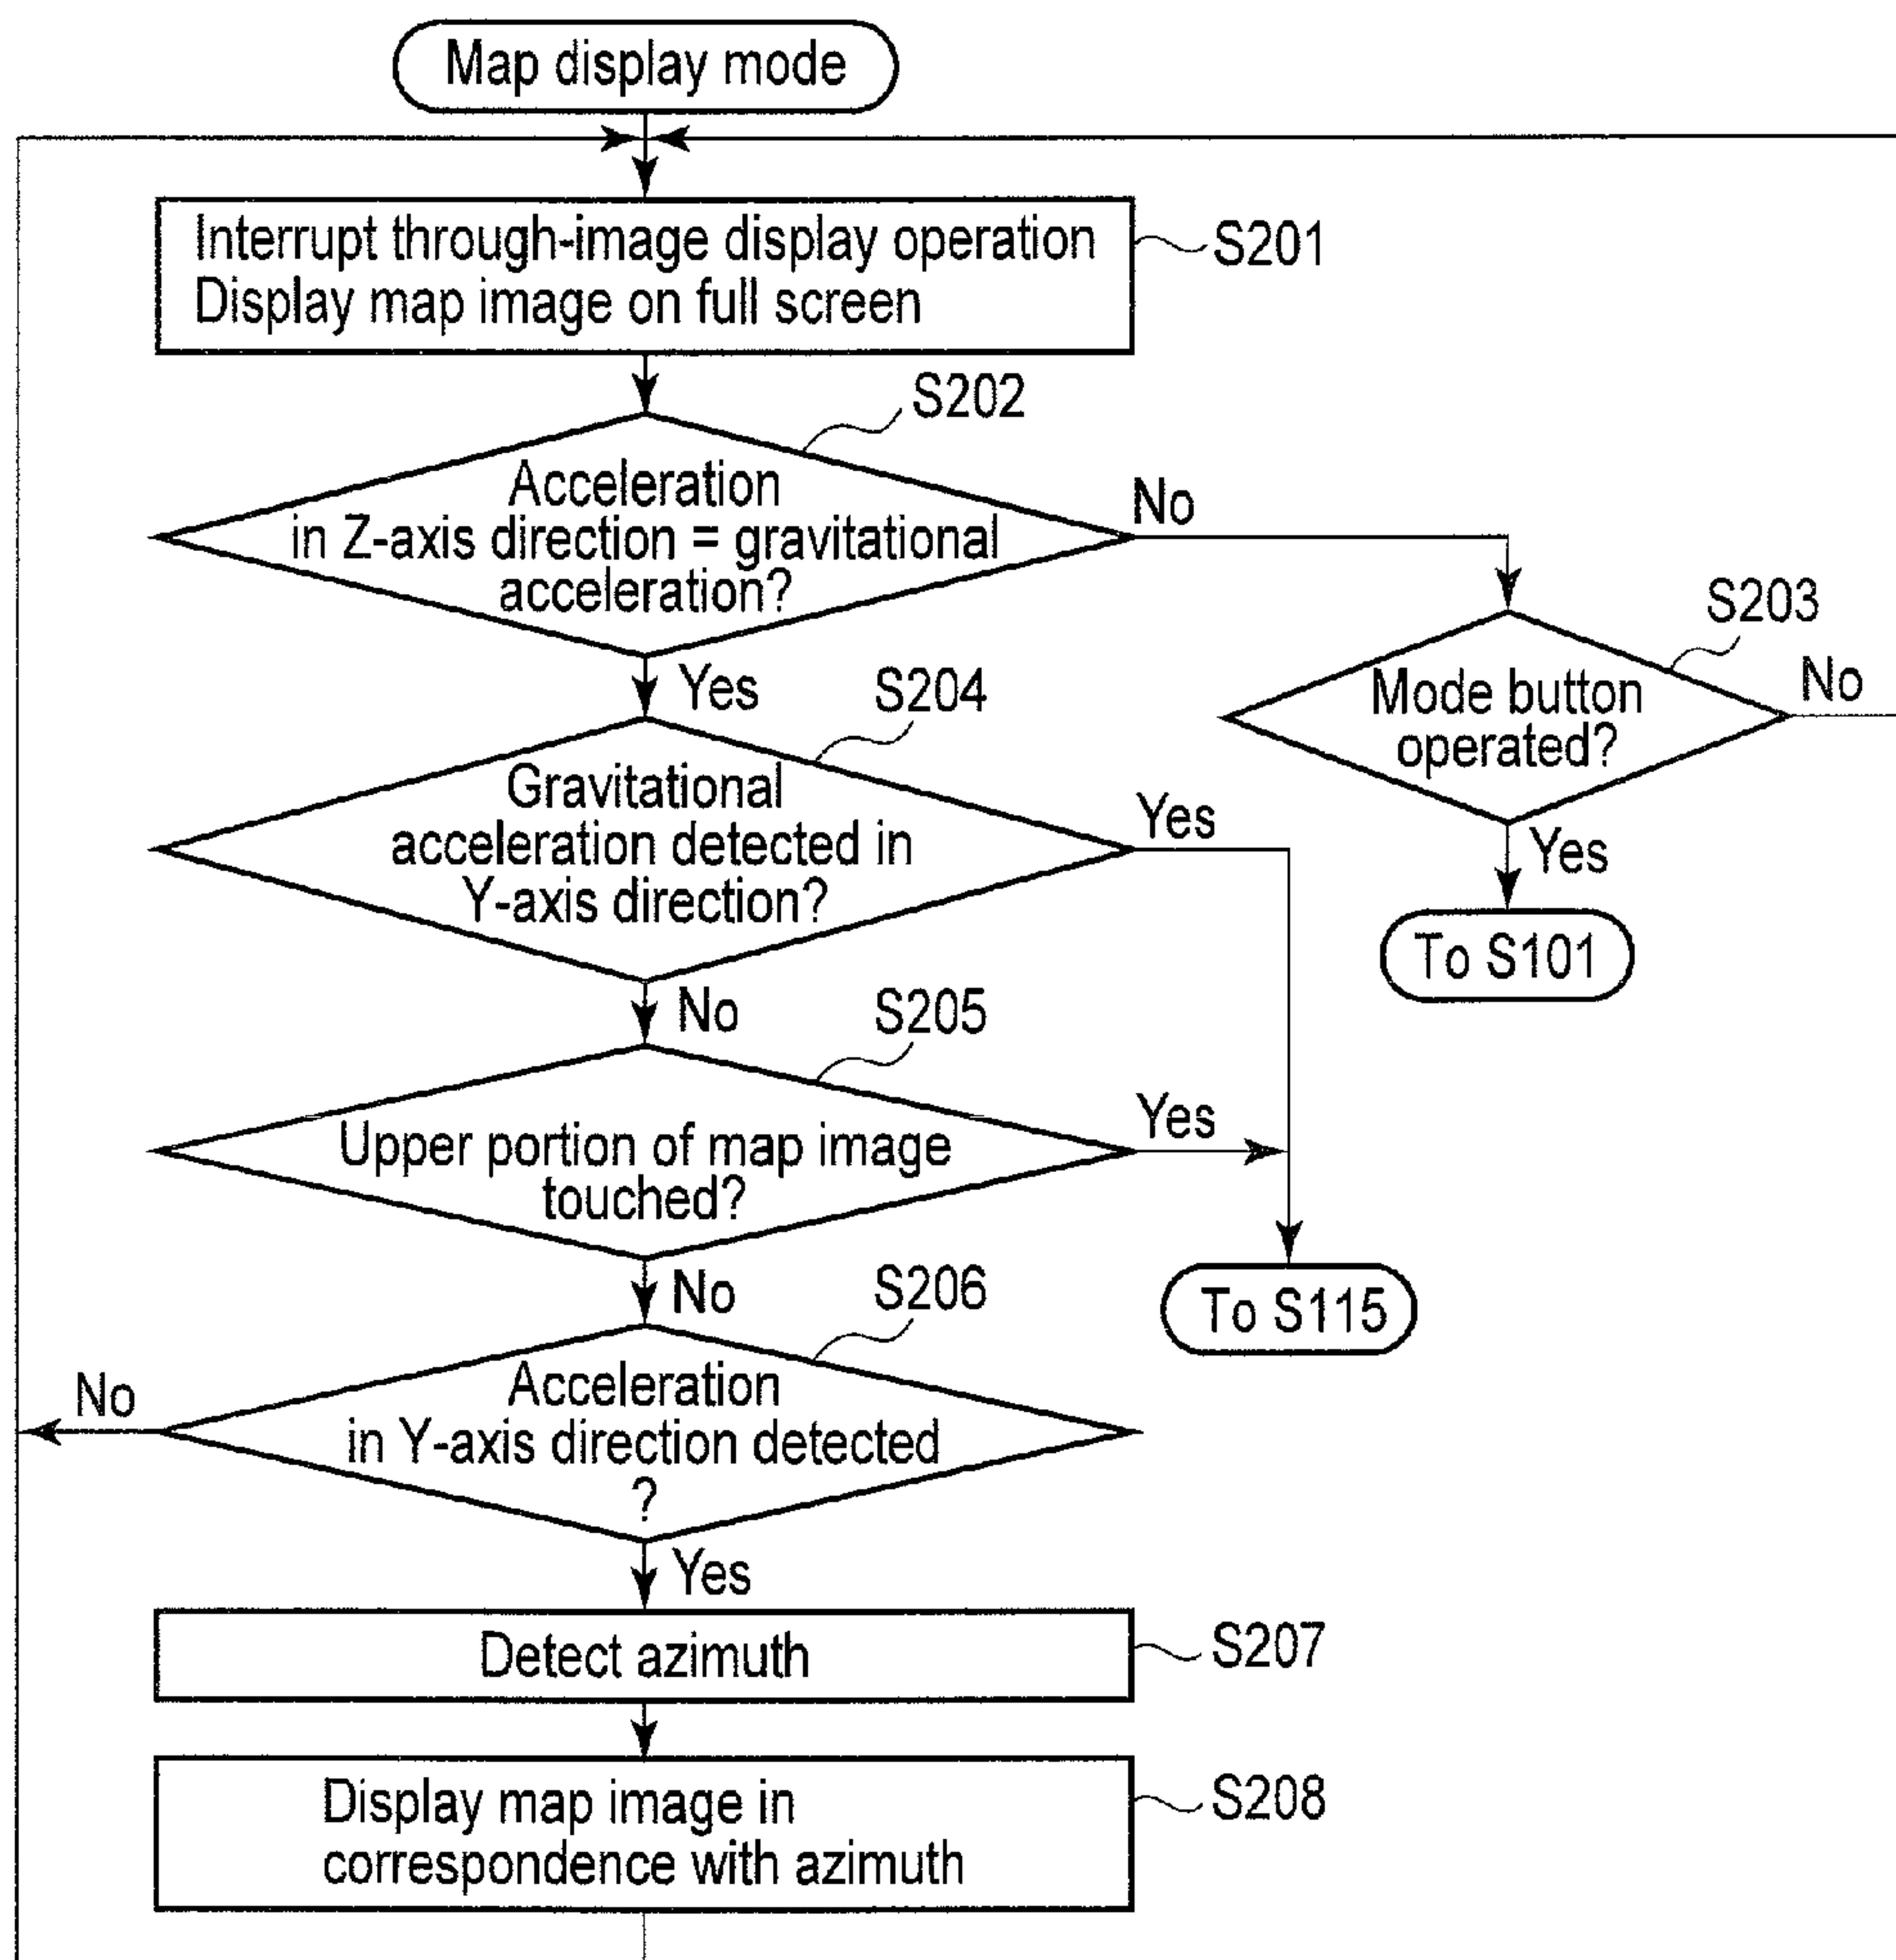 Map display mode
Interrupt through-image display operation
Display map image on full screen
S201
S202
Acceleration
in Z-axis direction = gravitational
acceleration?
No
Yes
S203
Mode button
operated?
No
Yes
To S101
S204
Gravitational
acceleration detected in
Y-axis direction?
Yes
No
S205
Upper portion of map image
touched?
Yes
No
To S115
S206
Acceleration
in Y-axis direction detected
?
No
Yes
Detect azimuth
S207
Display map image in
correspondence with azimuth
S208